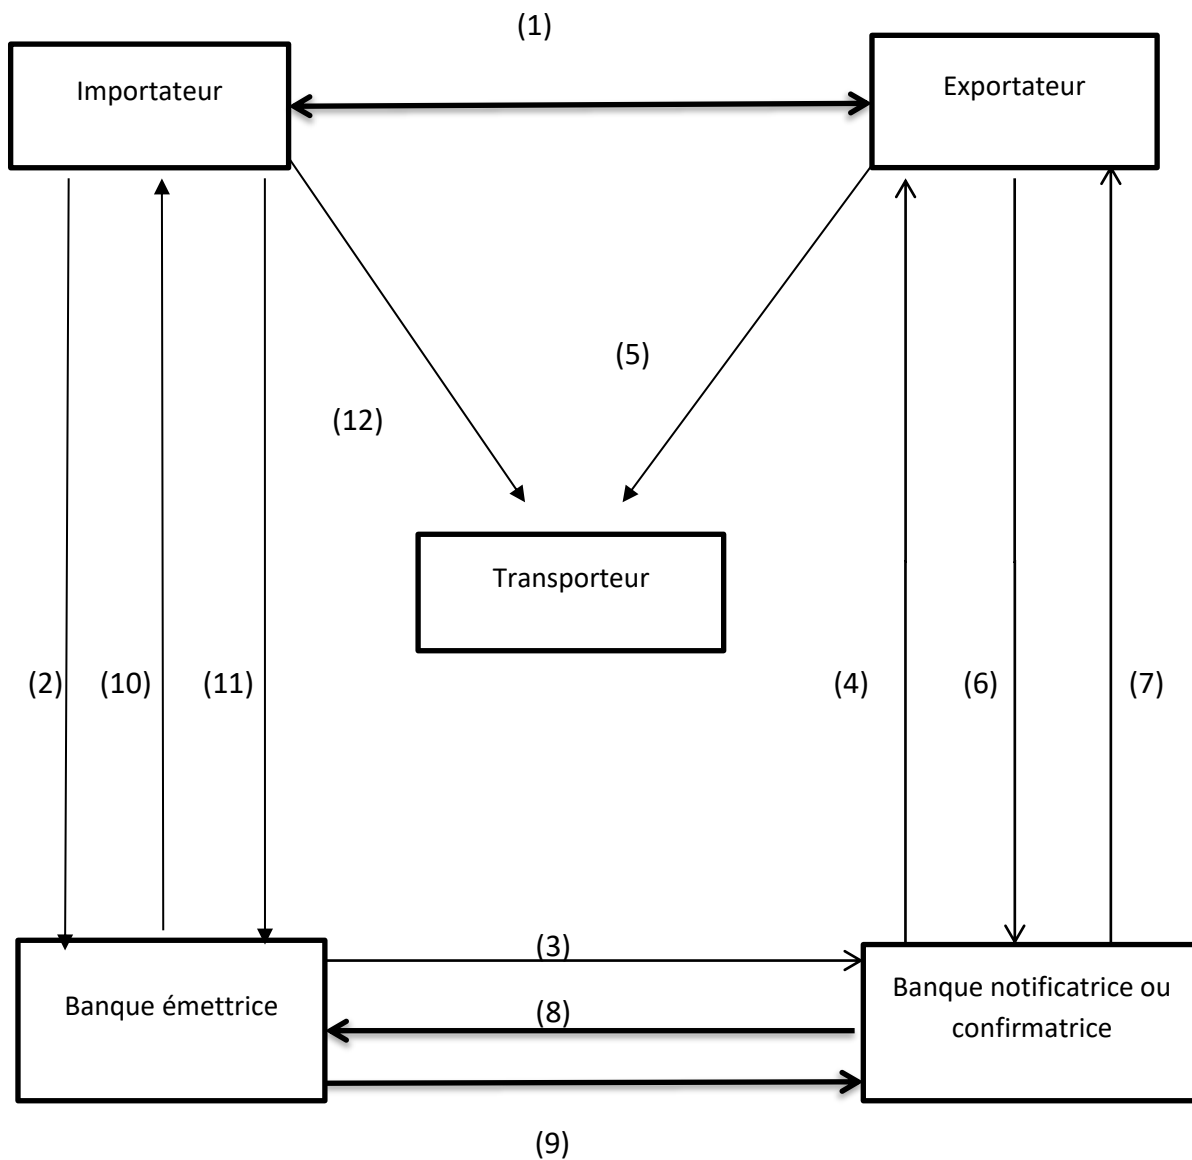 (1)
Importateur
Exportateur
(5)
(12)
Transporteur
(2)
(10)
(11)
(4)
(6)
(7)
(3)
Banque émettrice
(8)
Banque notificatrice ou
confirmatrice
(9)